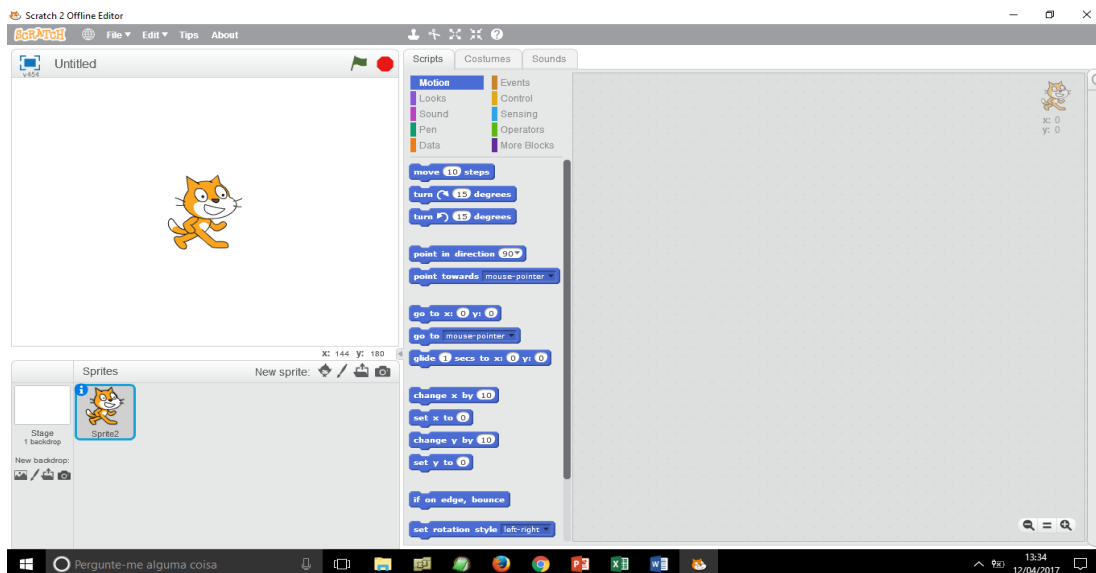 Scratch 2 Offline Editor
SCRATCH File Edit Tips About
v454 Untitled
Scripts Costumes Sounds
Motion Events
Looks Control
Sound Sensing
Pen Operators
Data More Blocks
x: 0
y: 0
move 10 steps
turn 15 degrees
turn 15 degrees
point in direction 90
point towards mouse-pointer
go to x: 0 y: 0
go to mouse-pointer
glide 1 secs to x: 0 y: 0
change x by 10
set x to 0
change y by 10
set y to 0
if on edge, bounce
set rotation style left-right
X: 144 Y: 180
Sprites New sprite:
Stage
1 backdrop
New backdrop:
Sprite2
Pergunte-me alguma coisa
13:34
12/04/2017